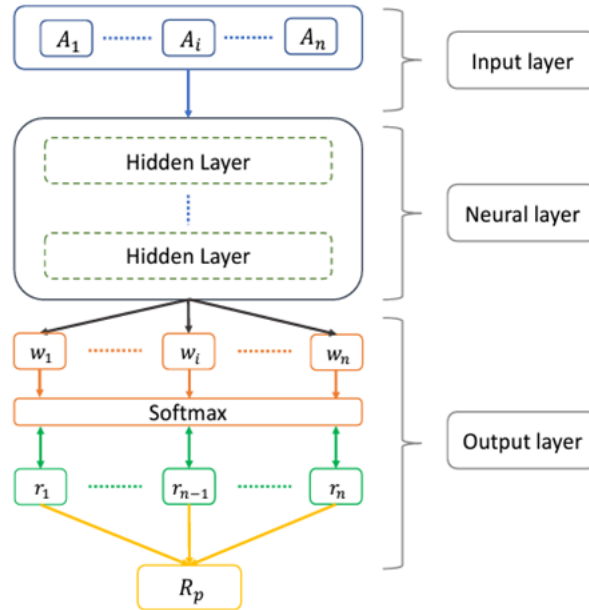 A₁ ........ Aᵢ ........ Aₙ
Input layer
Hidden Layer
Hidden Layer
Neural layer
w₁ ........ wᵢ ........ wₙ
Softmax
Output layer
r₁ ........ rₙ₋₁ ........ rₙ
Rₚ